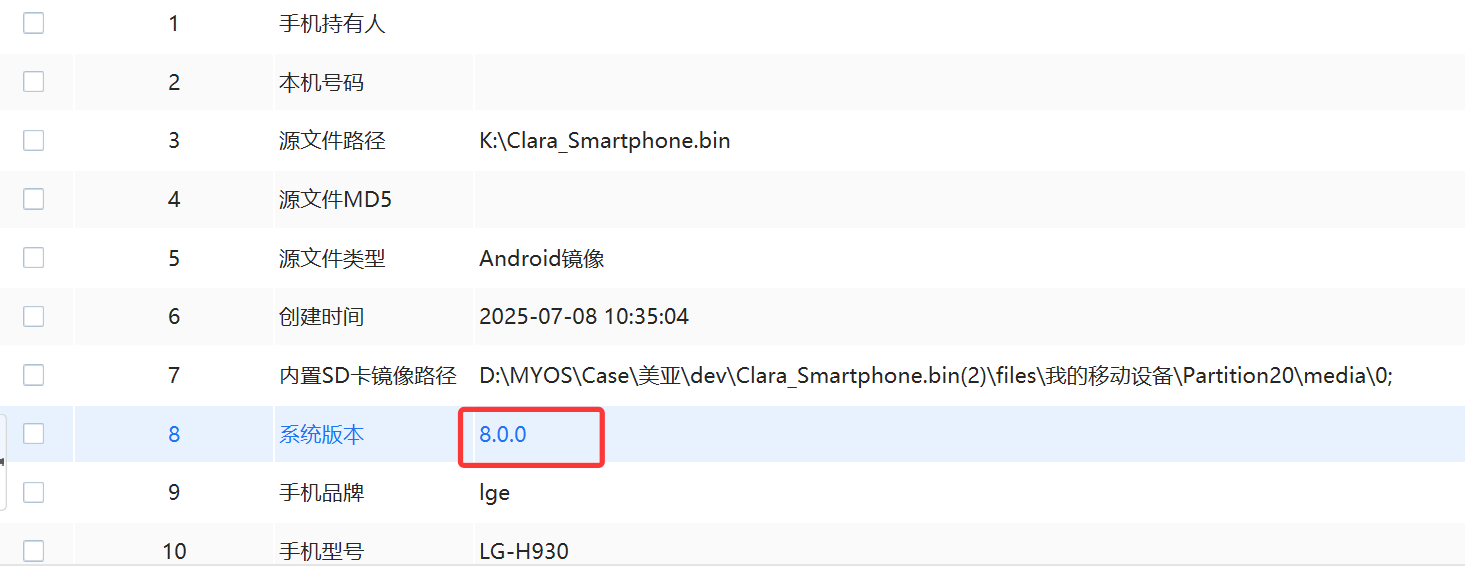 1 手机持有人
2 本机号码
3 源文件路径 K:\Clara_Smartphone.bin
4 源文件MD5
5 源文件类型 Android镜像
6 创建时间 2025-07-08 10:35:04
7 内置SD卡镜像路径 D:\MYOS\Case\美亚\dev\Clara_Smartphone.bin(2)\files\我的移动设备\Partition20\media\0;
8 系统版本 8.0.0
9 手机品牌 lge
10 手机型号 LG-H930